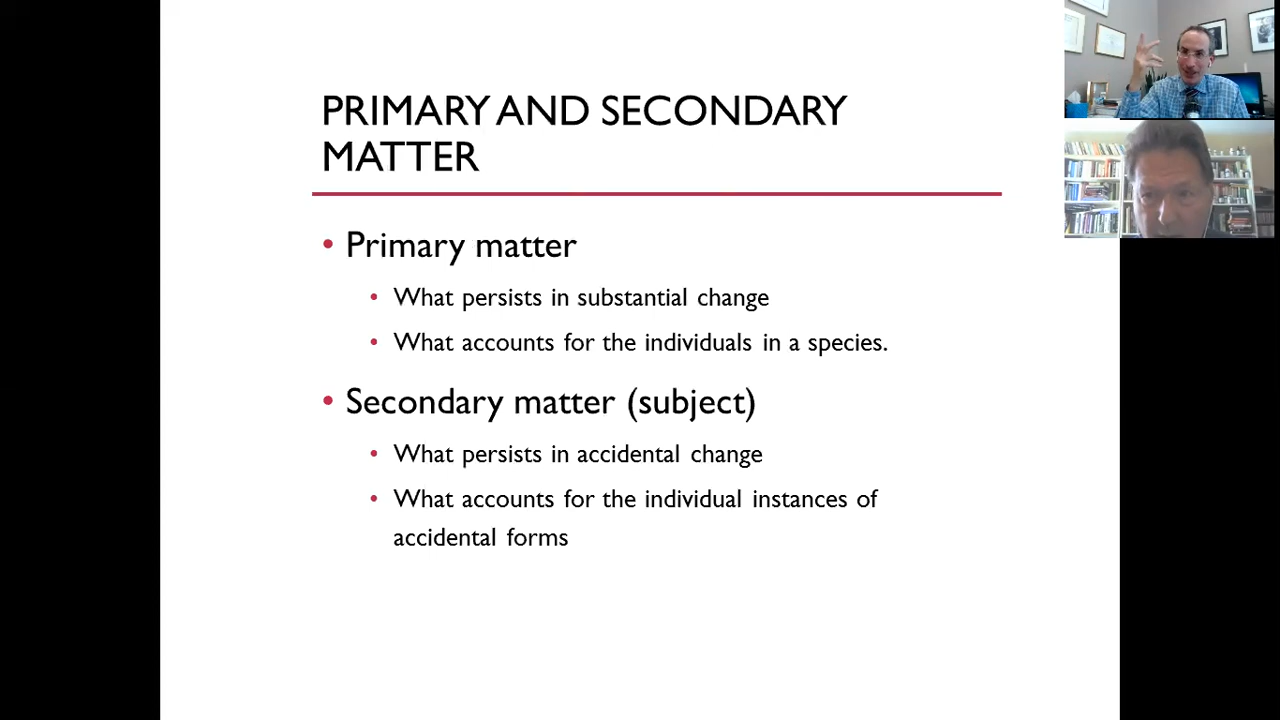 PRIMARY AND SECONDARY
MATTER
• Primary matter
• What persists in substantial change
• What accounts for the individuals in a species.
• Secondary matter (subject)
• What persists in accidental change
• What accounts for the individual instances of
accidental forms